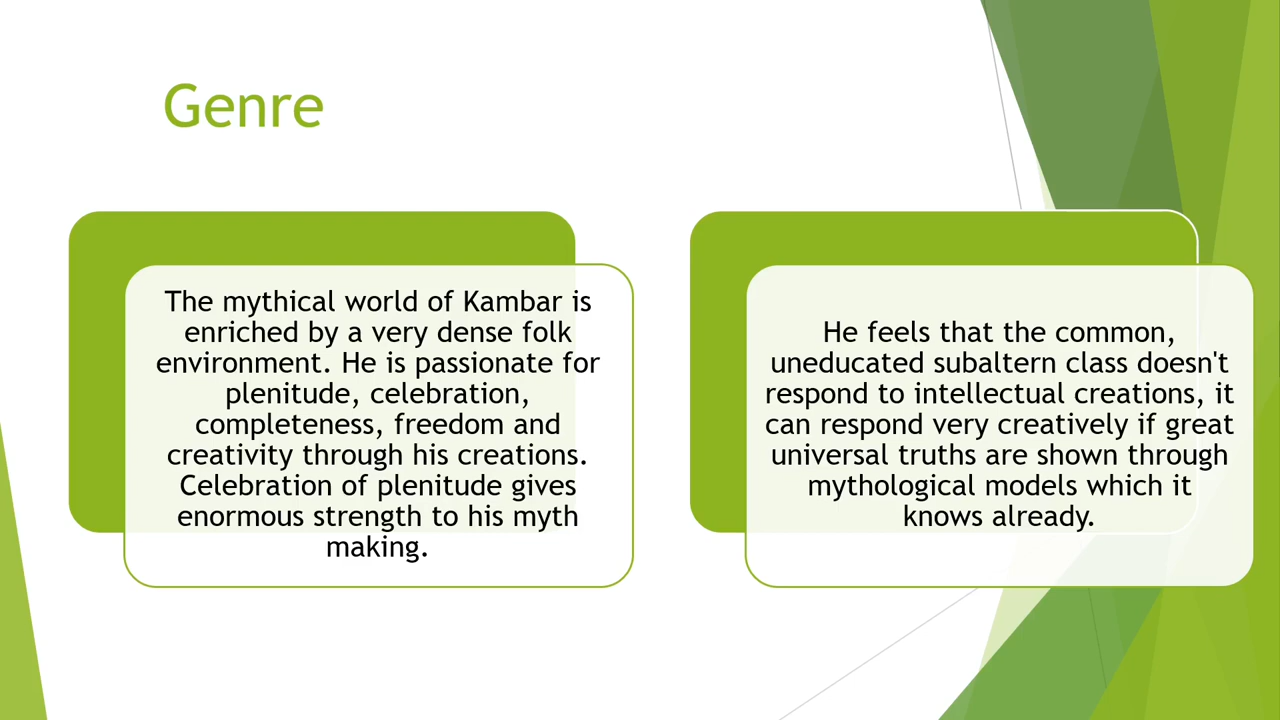 Genre
The mythical world of Kambar is
enriched by a very dense folk
environment. He is passionate for
plenitude, celebration,
completeness, freedom and
creativity through his creations.
Celebration of plenitude gives
enormous strength to his myth
making.
He feels that the common,
uneducated subaltern class doesn't
respond to intellectual creations, it
can respond very creatively if great
universal truths are shown through
mythological models which it
knows already.